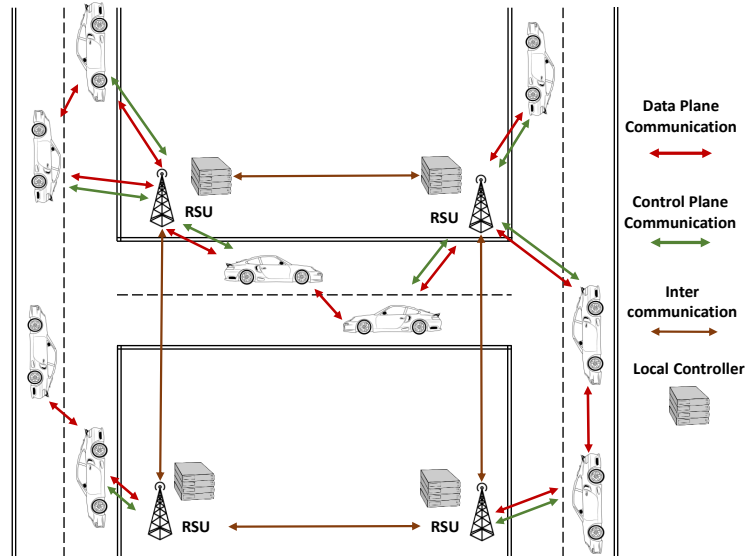 Data Plane
Communication
RSU
RSU
Control Plane
Communication
Inter
communication
Local Controller
RSU
RSU